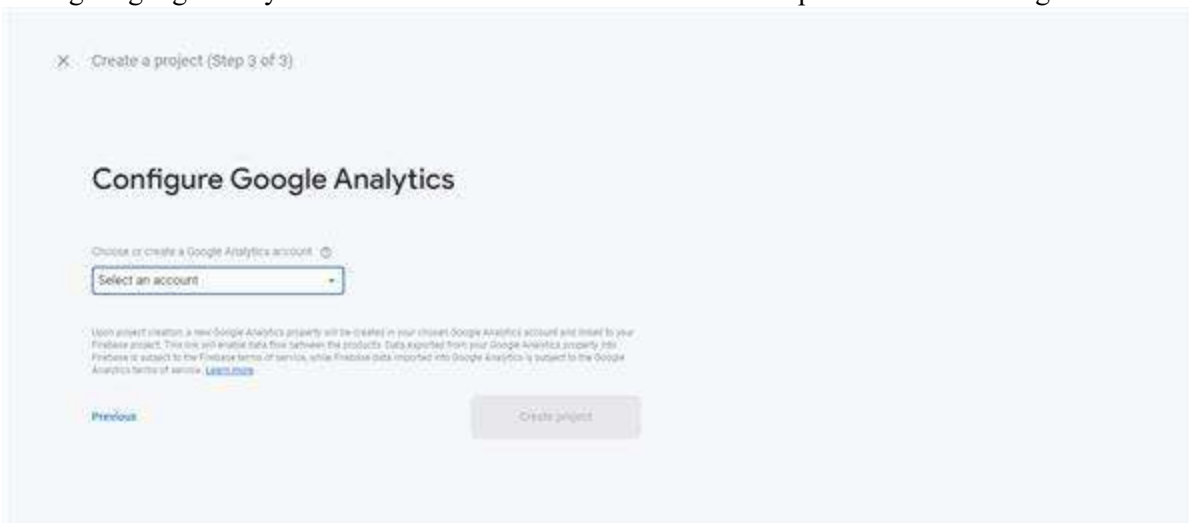 Create a project (Step 3 of 3)
Configure Google Analytics
Choose or create a Google Analytics account
Select an account
Upon project creation, a new Google Analytics property will be created in your chosen Google Analytics account and linked to your
Firebase project. This link will enable data flow between the products. Data exported from your Google Analytics property into
Firebase is subject to the Firebase terms of service, while Firebase data imported into Google Analytics is subject to the Google
Analytics terms of service. Learn more
Previous
Create project